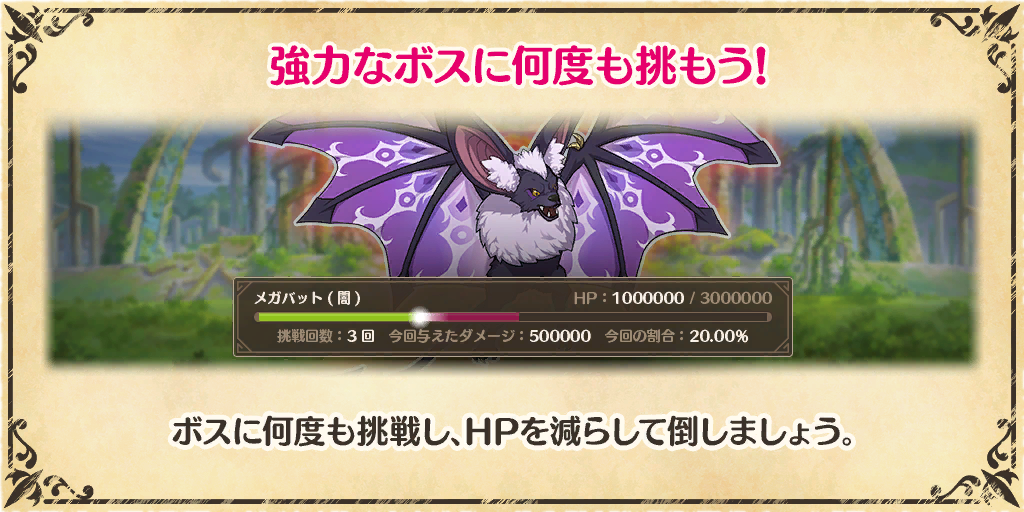 強力なボスに何度も挑もう!
メガバット(闇) HP:1000000 / 3000000
挑戦回数:3回 今回与えたダメージ:500000 今回の割合:20.00%
ボスに何度も挑戦し、HPを減らして倒しましょう。